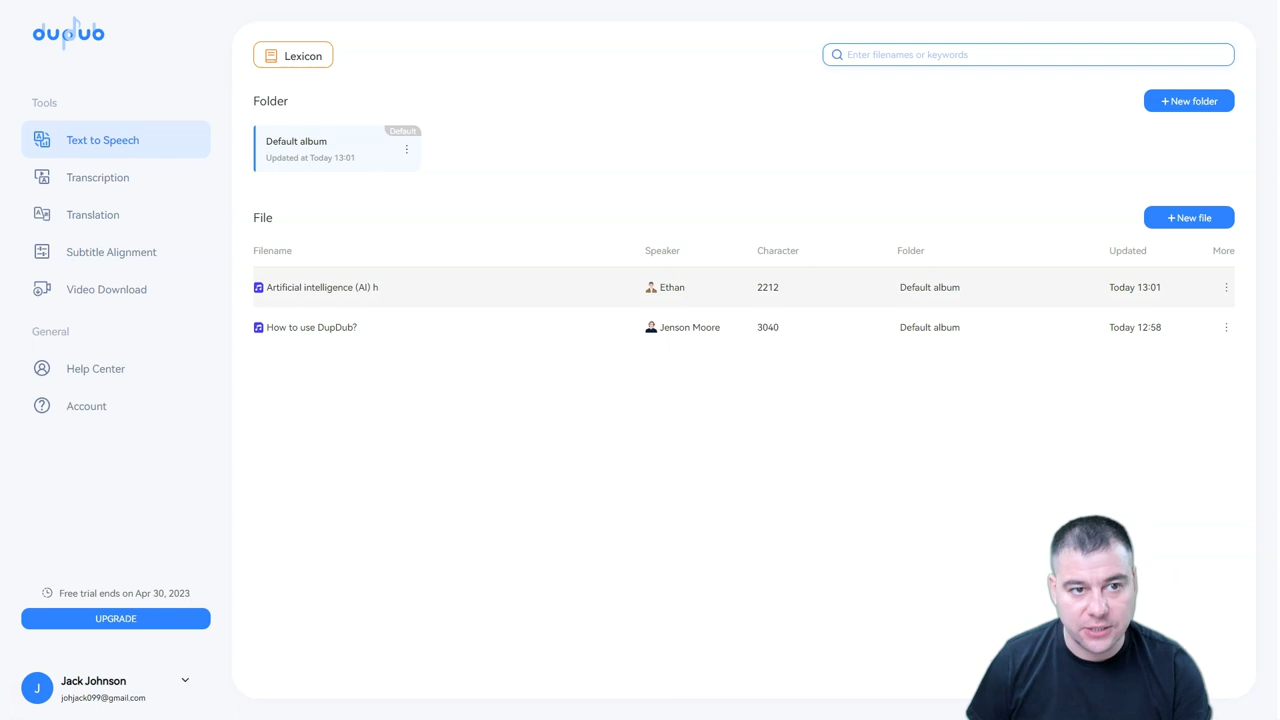 dupdub
Tools
Text to Speech
Transcription
Translation
Subtitle Alignment
Video Download
General
Help Center
Account
Free trial ends on Apr 30, 2023
UPGRADE
J
Jack Johnson
johjack099@gmail.com
Lexicon
Enter filenames or keywords
Folder
+ New folder
Default
Default album
Updated at Today 13:01
File
+ New file
Filename Speaker Character Folder Updated More
Artificial intelligence (AI) h Ethan 2212 Default album Today 13:01
How to use DupDub? Jenson Moore 3040 Default album Today 12:58